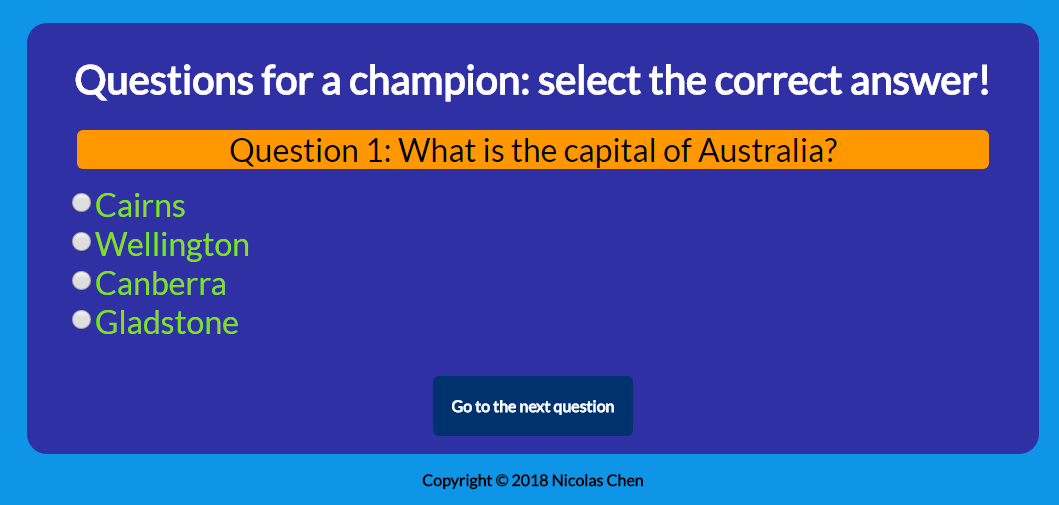 Questions for a champion: select the correct answer!
Question 1: What is the capital of Australia?
Cairns
Wellington
Canberra
Gladstone
Go to the next question
Copyright © 2018 Nicolas Chen